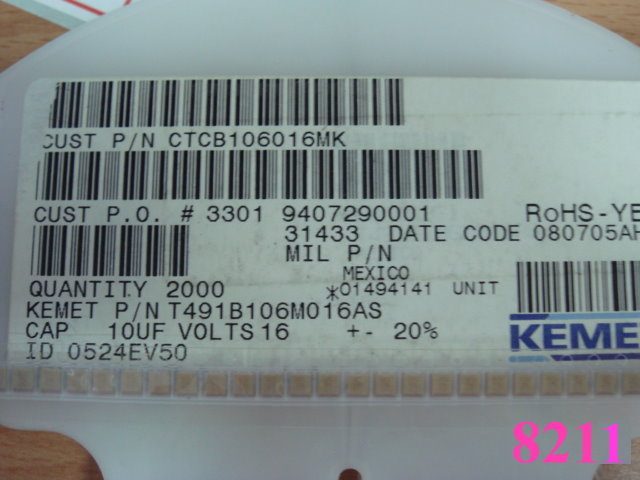 CUST P/N CTCB106016MK
CUST P.O. # 3301 9407290001 RoHS-YE
31433 DATE CODE 080705AH
MIL P/N
MEXICO
QUANTITY 2000 *01494141 UNIT
KEMET P/N T491B106M016AS
CAP 10UF VOLTS 16 +- 20%
KEME
ID 0524EV50
8211